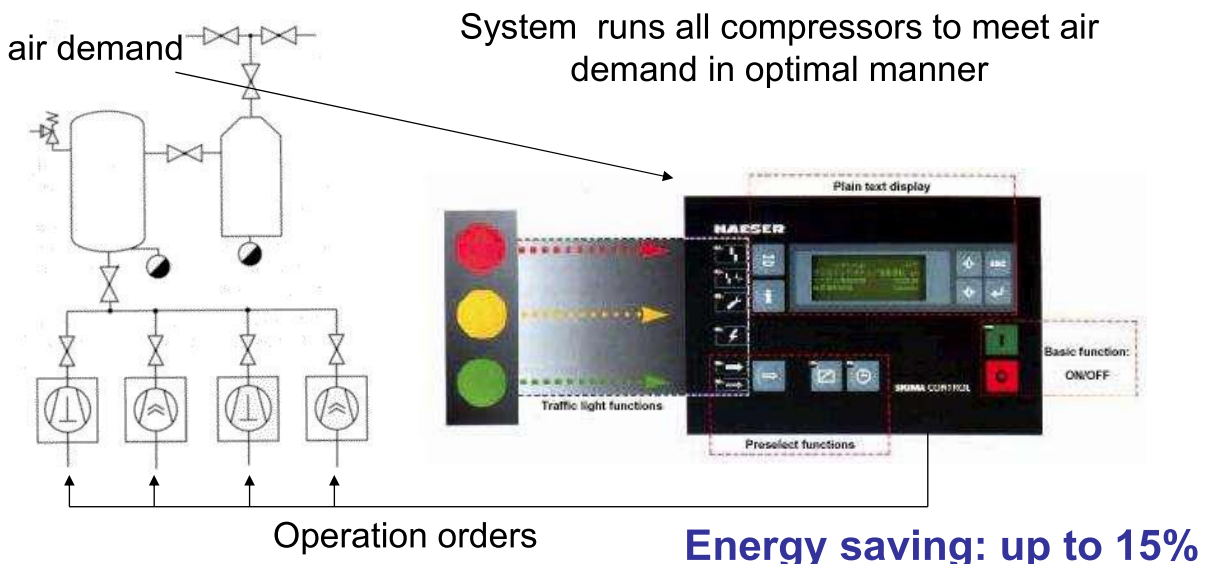 System runs all compressors to meet air
demand in optimal manner
air demand
Plain text display
KAESER
ESC
Basic function:
ON/OFF
SIGMA CONTROL
Traffic light functions
Preselect functions
Operation orders
Energy saving: up to 15%